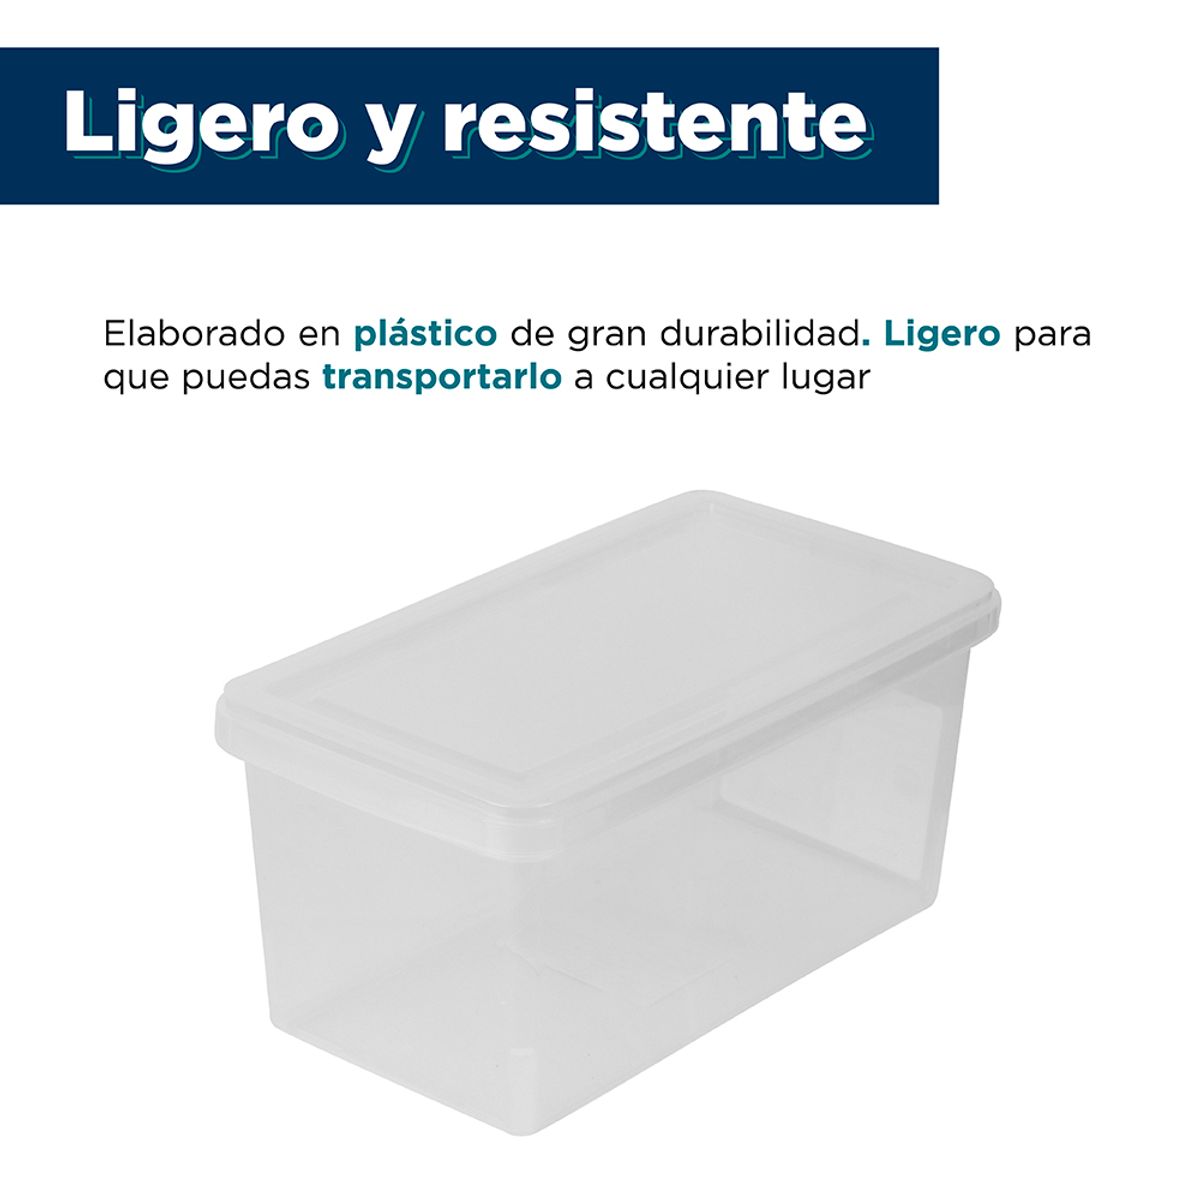 Ligero y resistente
Elaborado en plástico de gran durabilidad. Ligero para
que puedas transportarlo a cualquier lugar